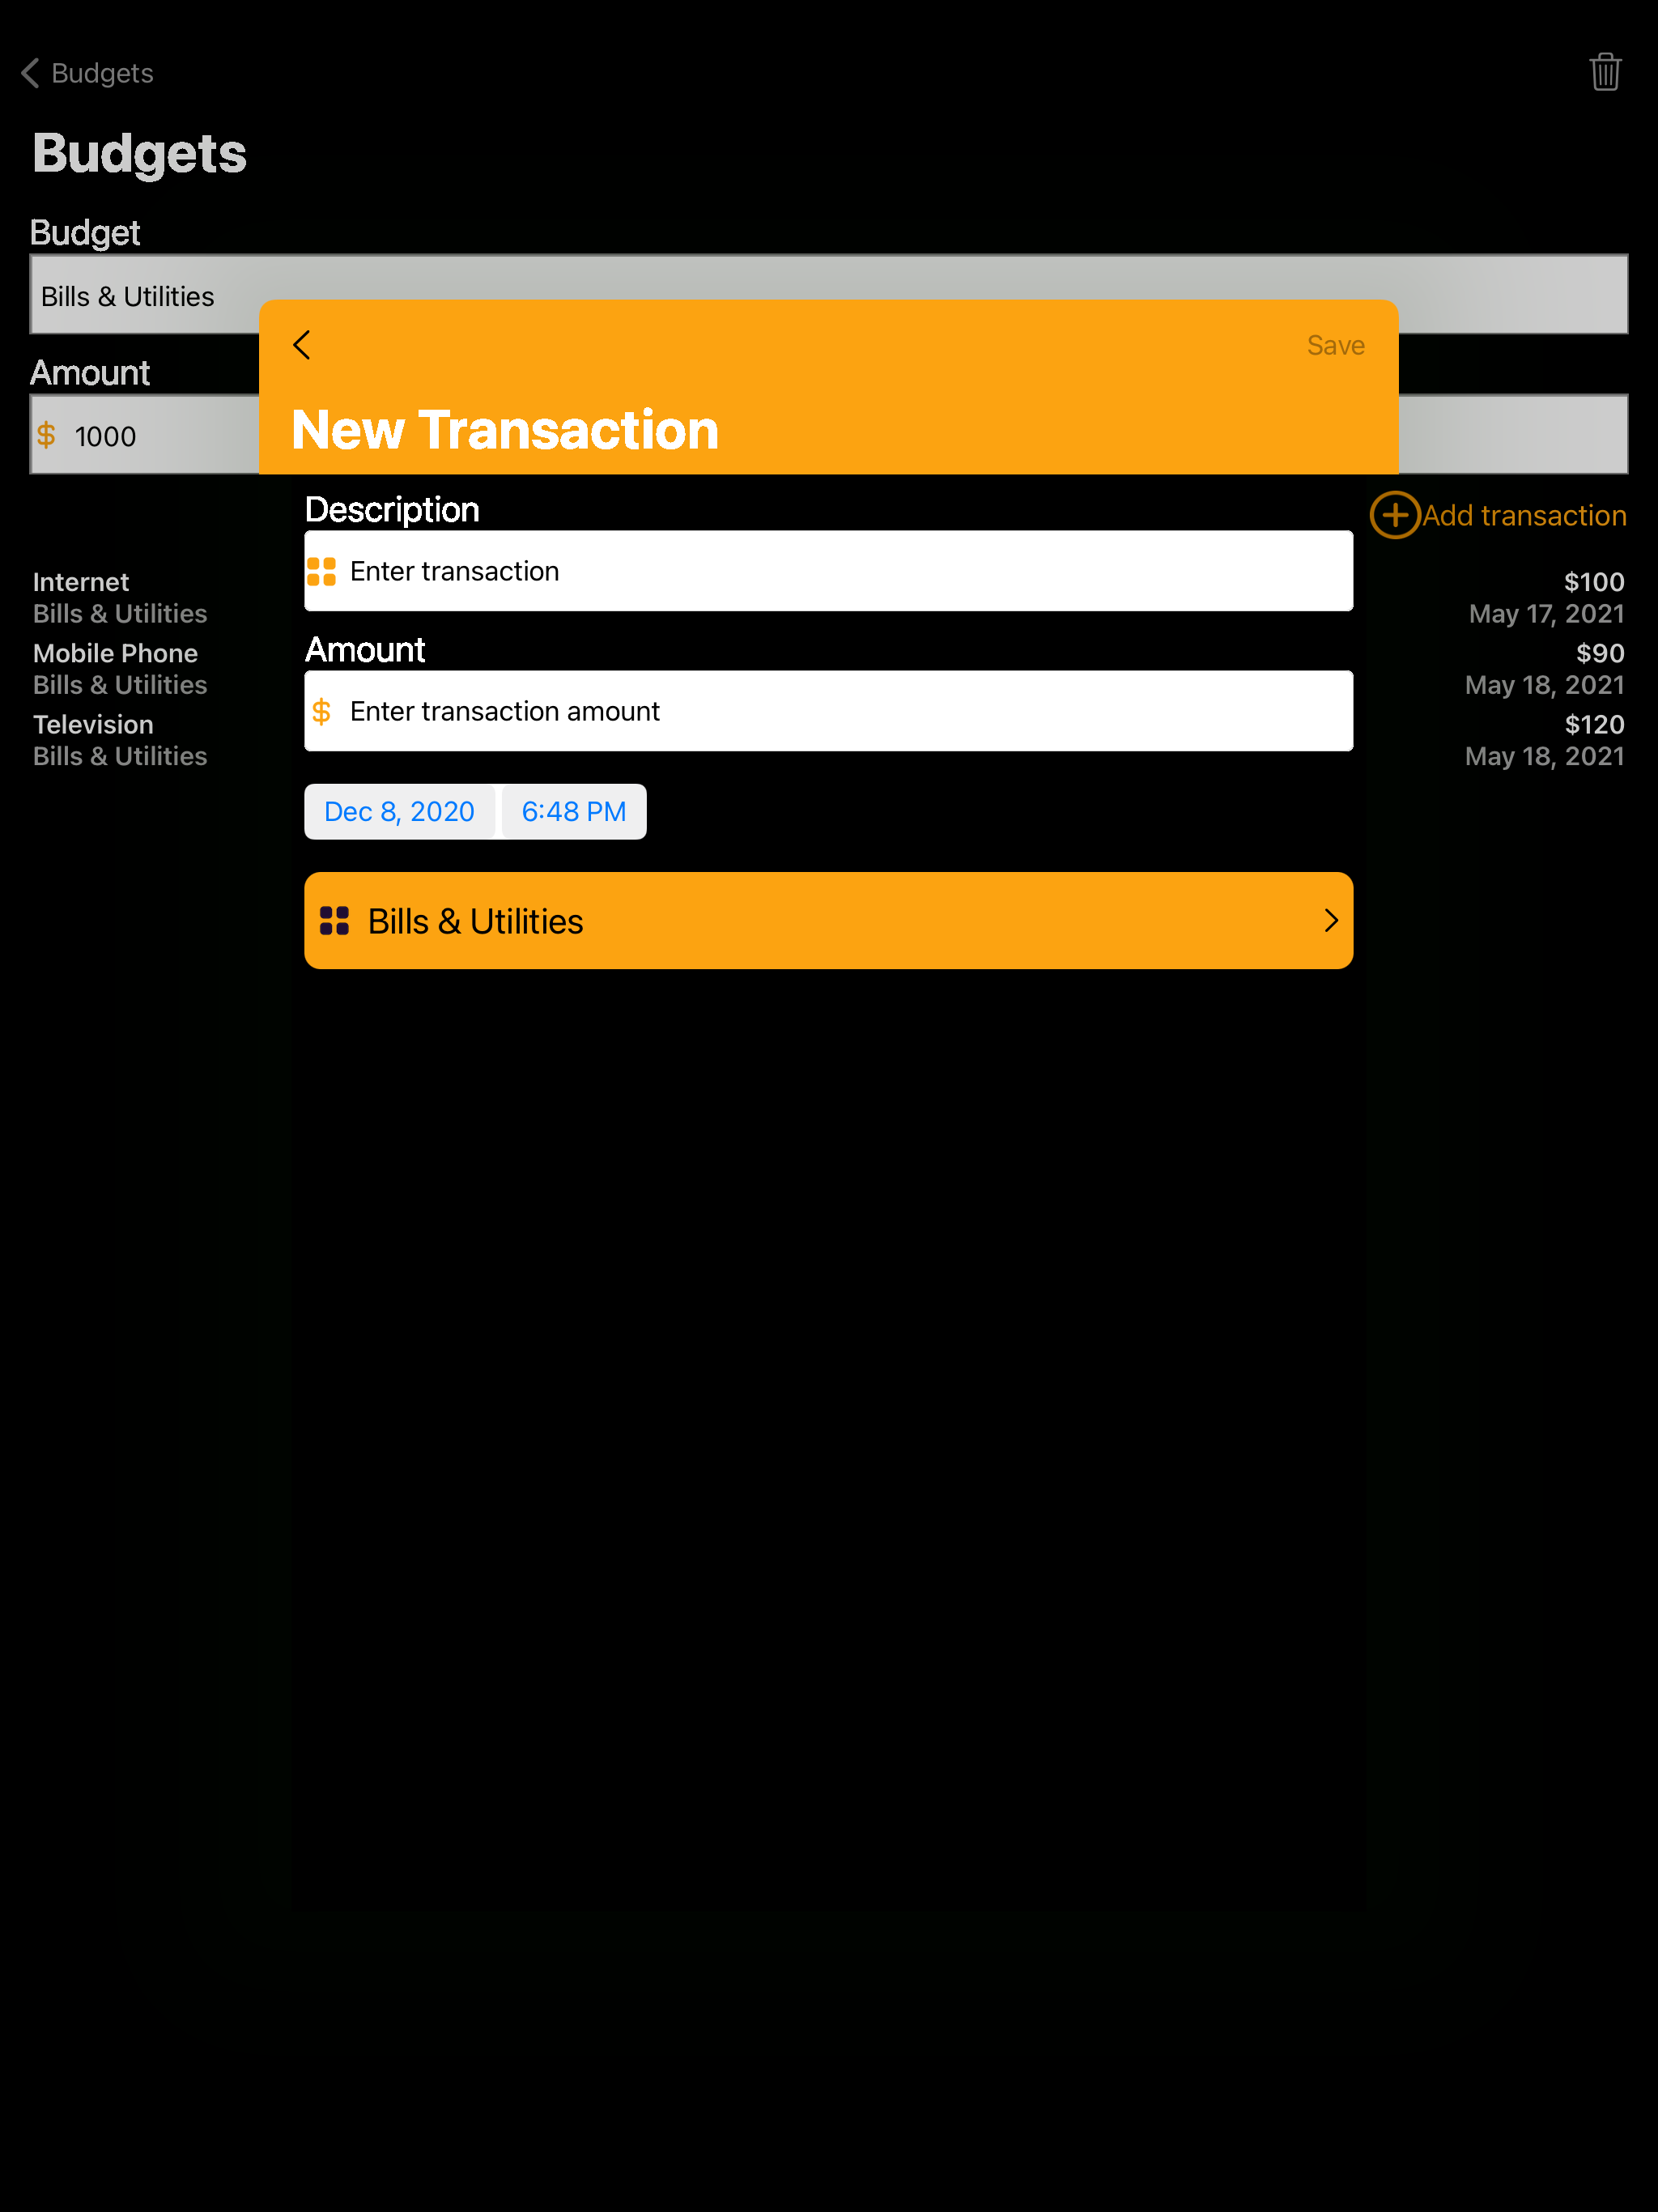 Budgets
Budgets
Budget
Bills & Utilities
Amount
$ 1000
Save
New Transaction
Description
Enter transaction
Amount
$ Enter transaction amount
Dec 8, 2020 6:48 PM
Bills & Utilities
Add transaction
Internet $100
Bills & Utilities May 17, 2021
Mobile Phone $90
Bills & Utilities May 18, 2021
Television $120
Bills & Utilities May 18, 2021